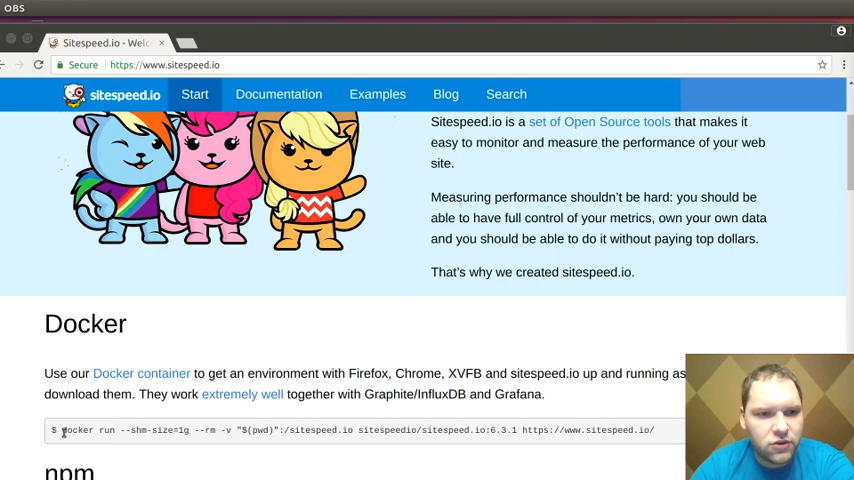 OBS
Sitespeed.io - Welc
Secure https://www.sitespeed.io
sitespeed.io Start Documentation Examples Blog Search
Sitespeed.io is a set of Open Source tools that makes it
easy to monitor and measure the performance of your web
site.
Measuring performance shouldn't be hard: you should be
able to have full control of your metrics, own your own data
and you should be able to do it without paying top dollars.
That's why we created sitespeed.io.
Docker
Use our Docker container to get an environment with Firefox, Chrome, XVFB and sitespeed.io up and running as
download them. They work extremely well together with Graphite/InfluxDB and Grafana.
$ docker run --shm-size=1g --rm -v "$(pwd)":/sitespeed.io sitespeedio/sitespeed.io:6.3.1 https://www.sitespeed.io/
npm